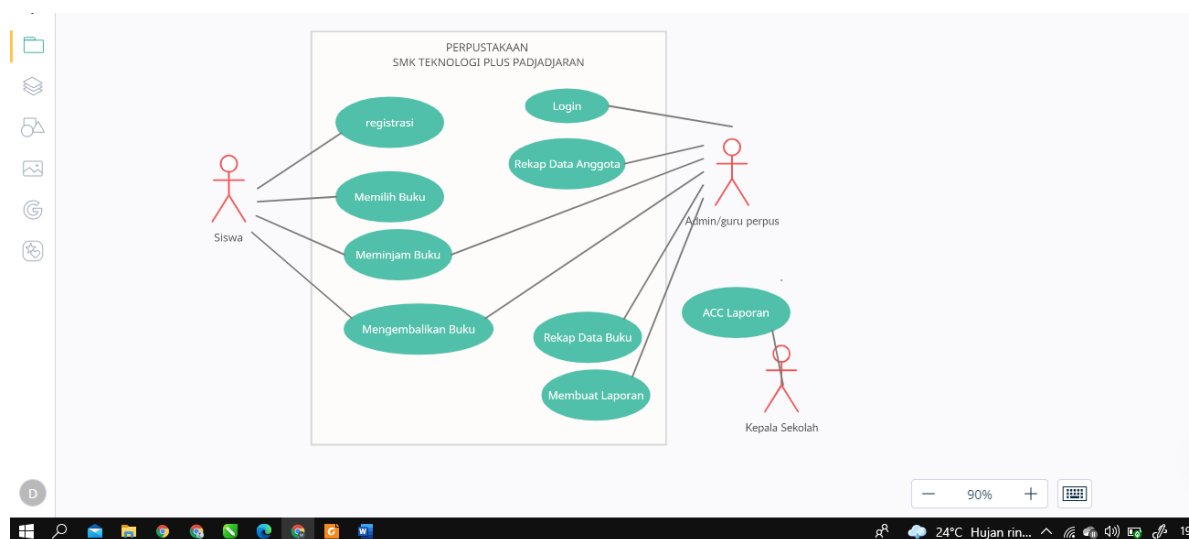 PERPUSTAKAAN
SMK TEKNOLOGI PLUS PADJADJARAN
Login
registrasi
Rekap Data Anggota
Memilih Buku
Admin/guru perpus
Siswa
Meminjam Buku
ACC Laporan
Mengembalikan Buku
Rekap Data Buku
Membuat Laporan
Kepala Sekolah
D
90%
24°C Hujan rin...
19